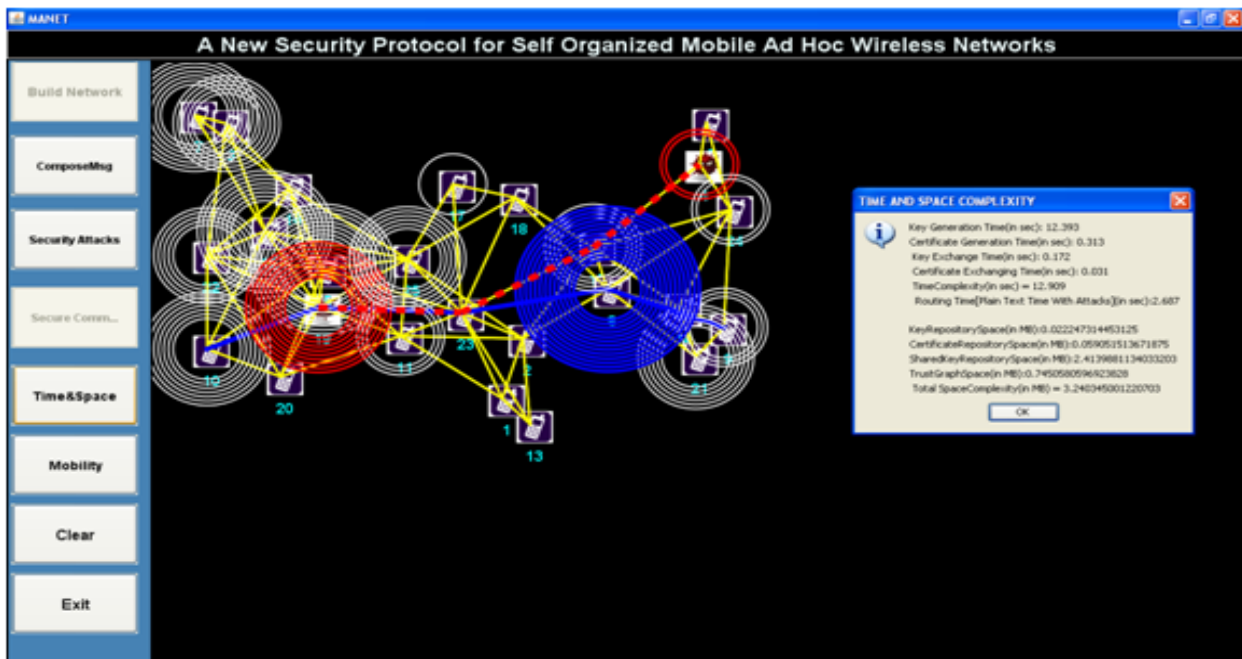 MANET
A New Security Protocol for Self Organized Mobile Ad Hoc Wireless Networks
Build Network
ComposeMsg
Security Attacks
Secure Comm...
Time&Space
Mobility
Clear
Exit
18
10
20
11
23
2
1
13
21
TIME AND SPACE COMPLEXITY
Key Generation Time(in sec): 12.393
Certificate Generation Time(in sec): 0.313
Key Exchange Time(in sec): 0.172
Certificate Exchanging Time(in sec): 0.031
TimeComplexity(in sec) = 12.909
Routing Time[Plain Text Time With Attacks](in sec):2.687
KeyRepositorySpace(in MB):0.022247314453125
CertificateRepositorySpace(in MB):0.059051513671875
SharedKeyRepositorySpace(in MB):2.4139881134033203
TrustGraphSpace(in MB):0.7450580596923828
Total SpaceComplexity(in MB) = 3.240345001220703
OK